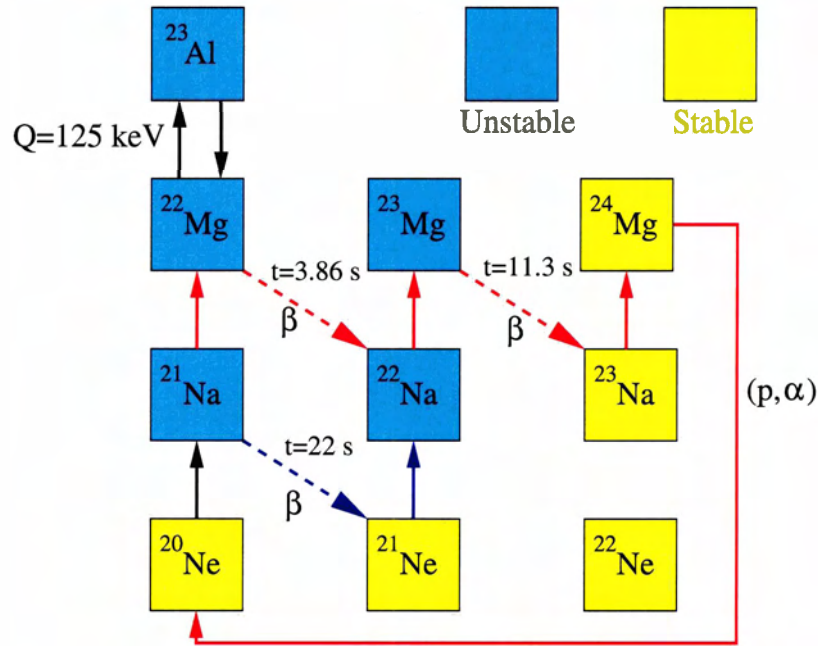 ²³Al
Unstable
Stable
Q=125 keV
²²Mg
²³Mg
²⁴Mg
t=3.86 s
t=11.3 s
β
β
²¹Na
²²Na
²³Na
(p,α)
t=22 s
β
²⁰Ne
²¹Ne
²²Ne